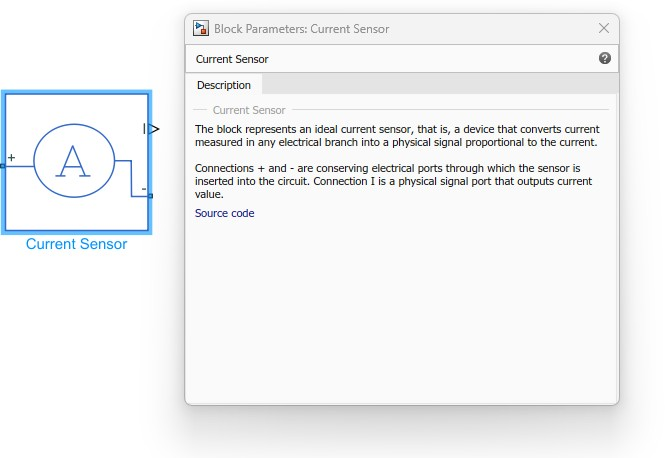 Block Parameters: Current Sensor
Current Sensor
Description
Current Sensor
The block represents an ideal current sensor, that is, a device that converts current
measured in any electrical branch into a physical signal proportional to the current.
Connections + and - are conserving electrical ports through which the sensor is
inserted into the circuit. Connection I is a physical signal port that outputs current
value.
Source code
I
+
A
-
Current Sensor